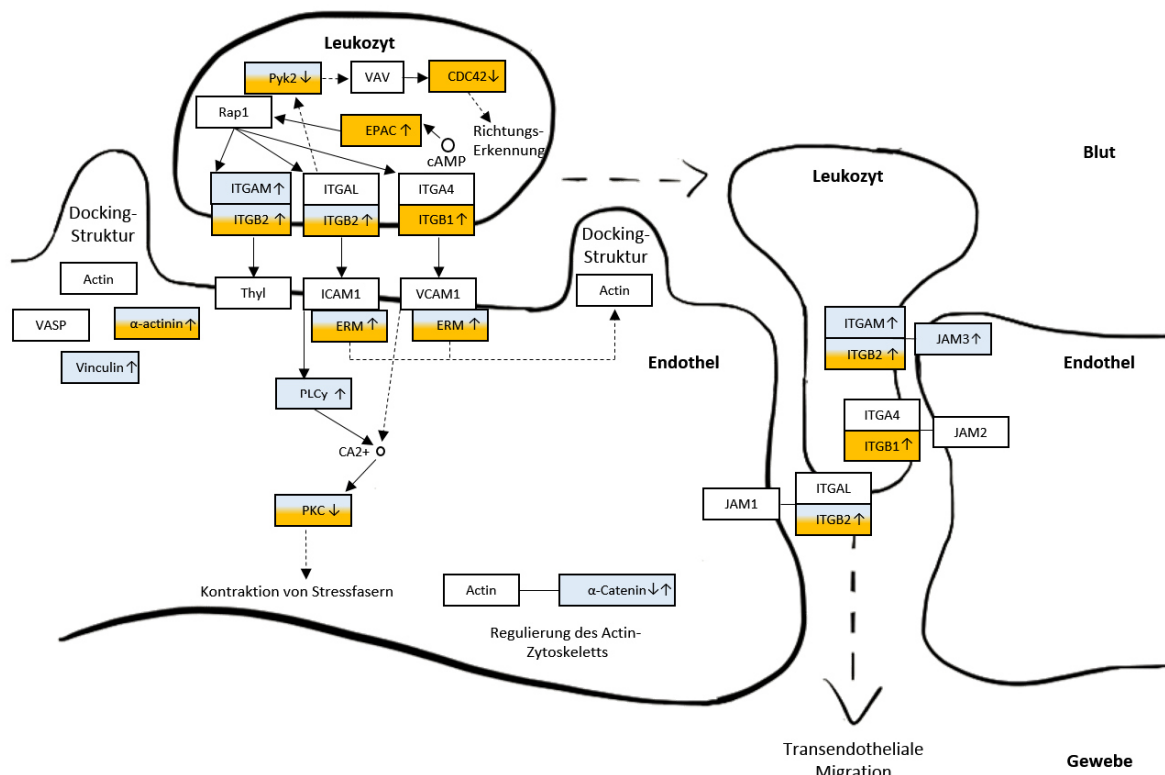 Leukozyt
Pyk2 ↓
VAV
CDC42 ↓
Rap1
EPAC ↑
cAMP
Richtungs-
Erkennung
ITGAM ↑
ITGB2 ↑
ITGAL
ITGB2 ↑
ITGA4
ITGB1 ↑
Docking-
Struktur
Actin
VASP
α-actinin ↑
Vinculin ↑
Thyl
ICAM1
ERM ↑
VCAM1
ERM ↑
Docking-
Struktur
Actin
Endothel
PLCy ↑
CA2+
PKC ↓
Kontraktion von Stressfasern
Actin
α-Catenin ↓ ↑
Regulierung des Actin-
Zytoskeletts
Blut
Leukozyt
ITGAM ↑
ITGB2 ↑
JAM3 ↑
Endothel
ITGA4
ITGB1 ↑
JAM2
JAM1
ITGAL
ITGB2 ↑
Transendotheliale
Migration
Gewebe